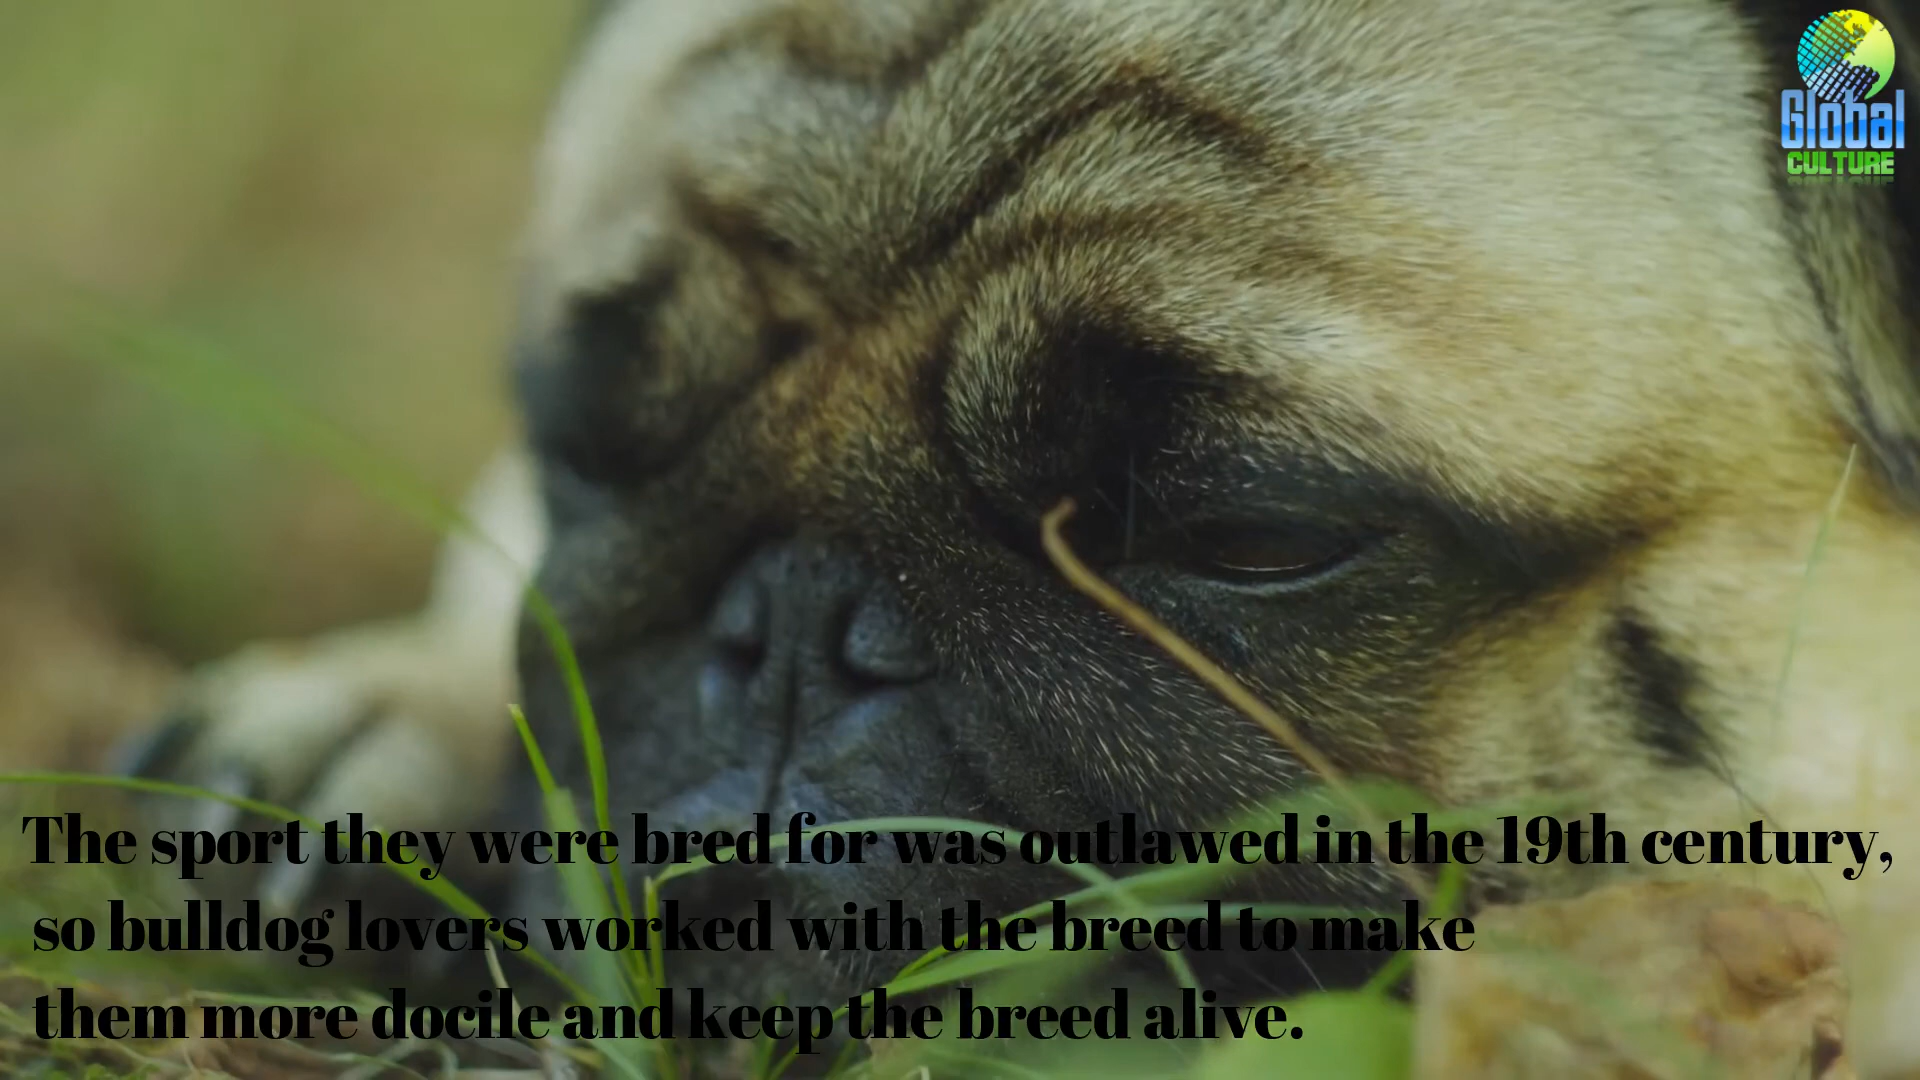 Global
CULTURE
The sport they were bred for was outlawed in the 19th century,
so bulldog lovers worked with the breed to make
them more docile and keep the breed alive.